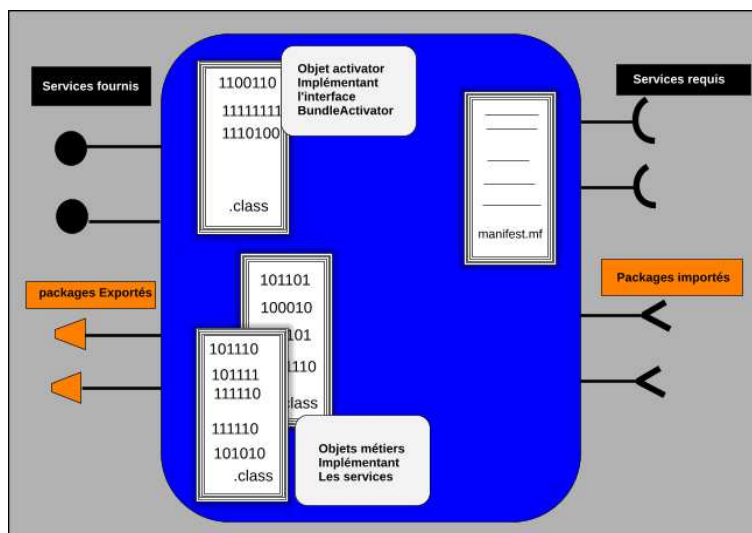 Services fournis
1100110
11111111
1110100
.class
Objet activator
Implémentant
l'interface
BundleActivator
Services requis
manifest.mf
packages Exportés
Packages importés
101101
100010
101
1110
class
101110
101111
111110
111110
101010
.class
Objets métiers
Implémentant
Les services